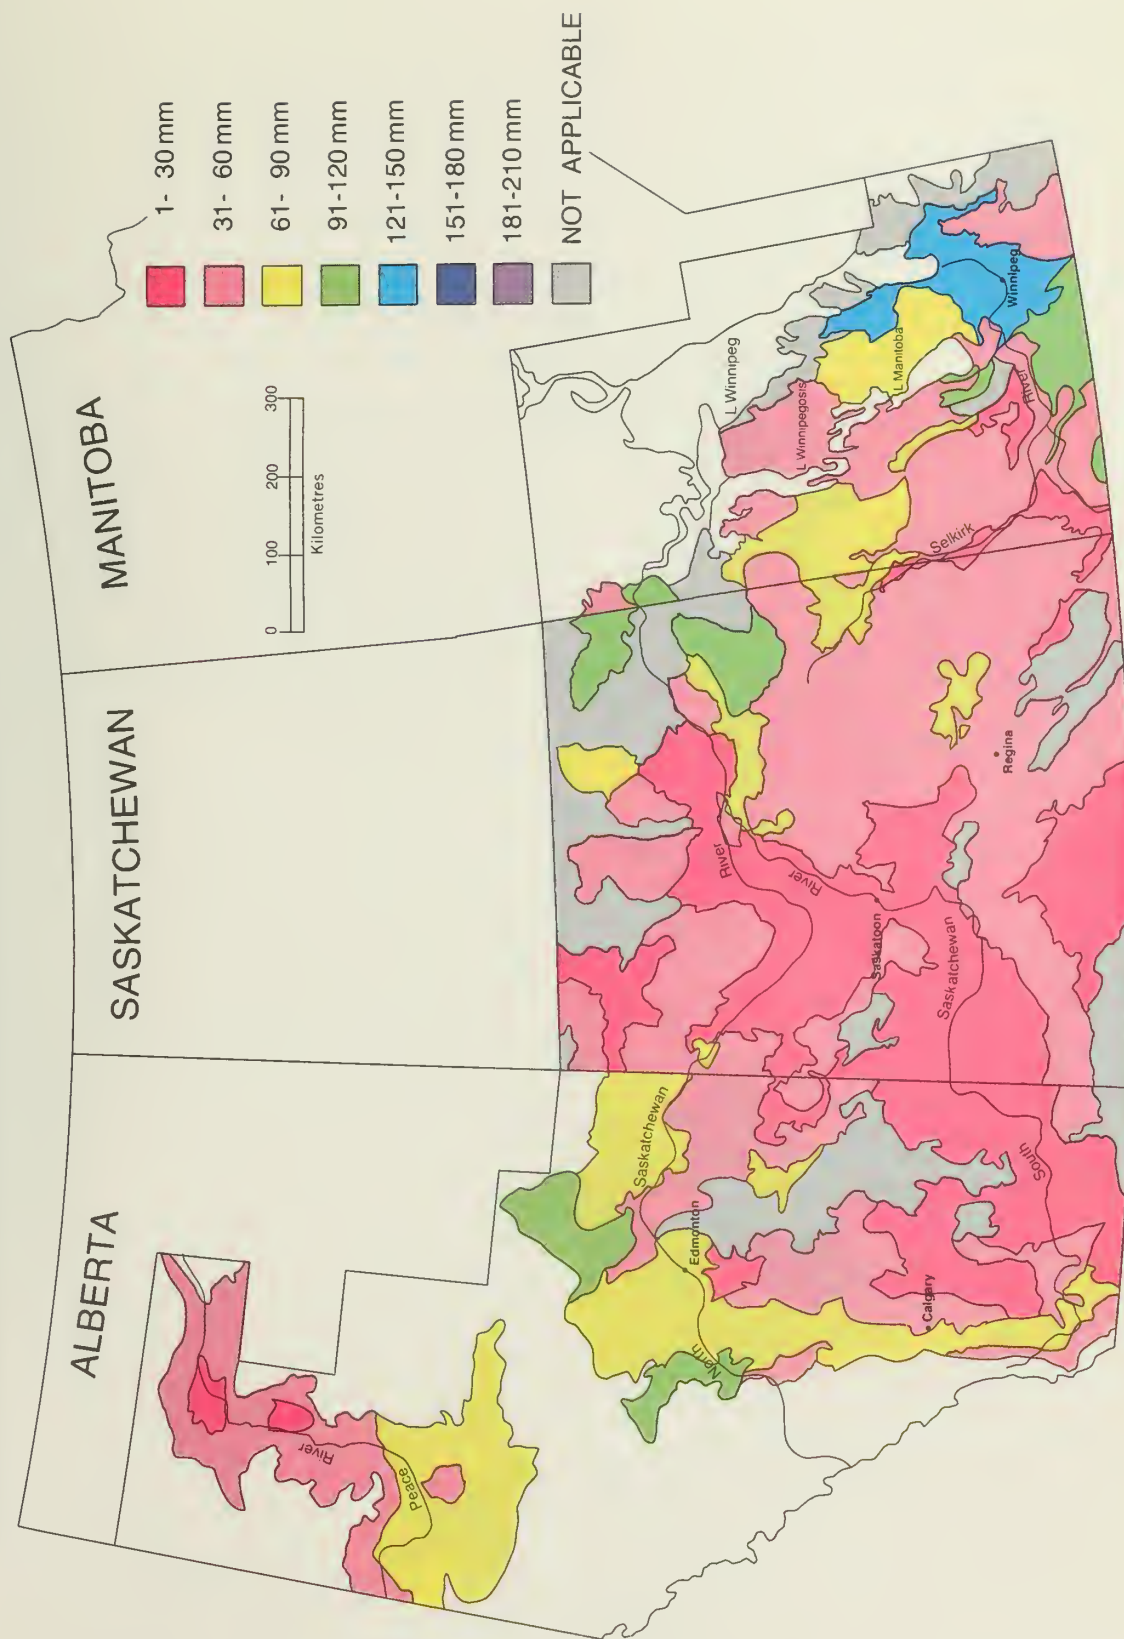 ALBERTA
SASKATCHEWAN
MANITOBA
0 100 200 300
Kilometres
1- 30 mm
31- 60 mm
61- 90 mm
91-120 mm
121-150 mm
151-180 mm
181-210 mm
NOT APPLICABLE
River
Peace
North
Edmonton
Saskatchewan
River
River
Calgary
South
Saskatchewan
Saskatoon
Regina
Selkirk
L Winnipeg
L Winnipegosis
L Manitoba
River
Winnipeg